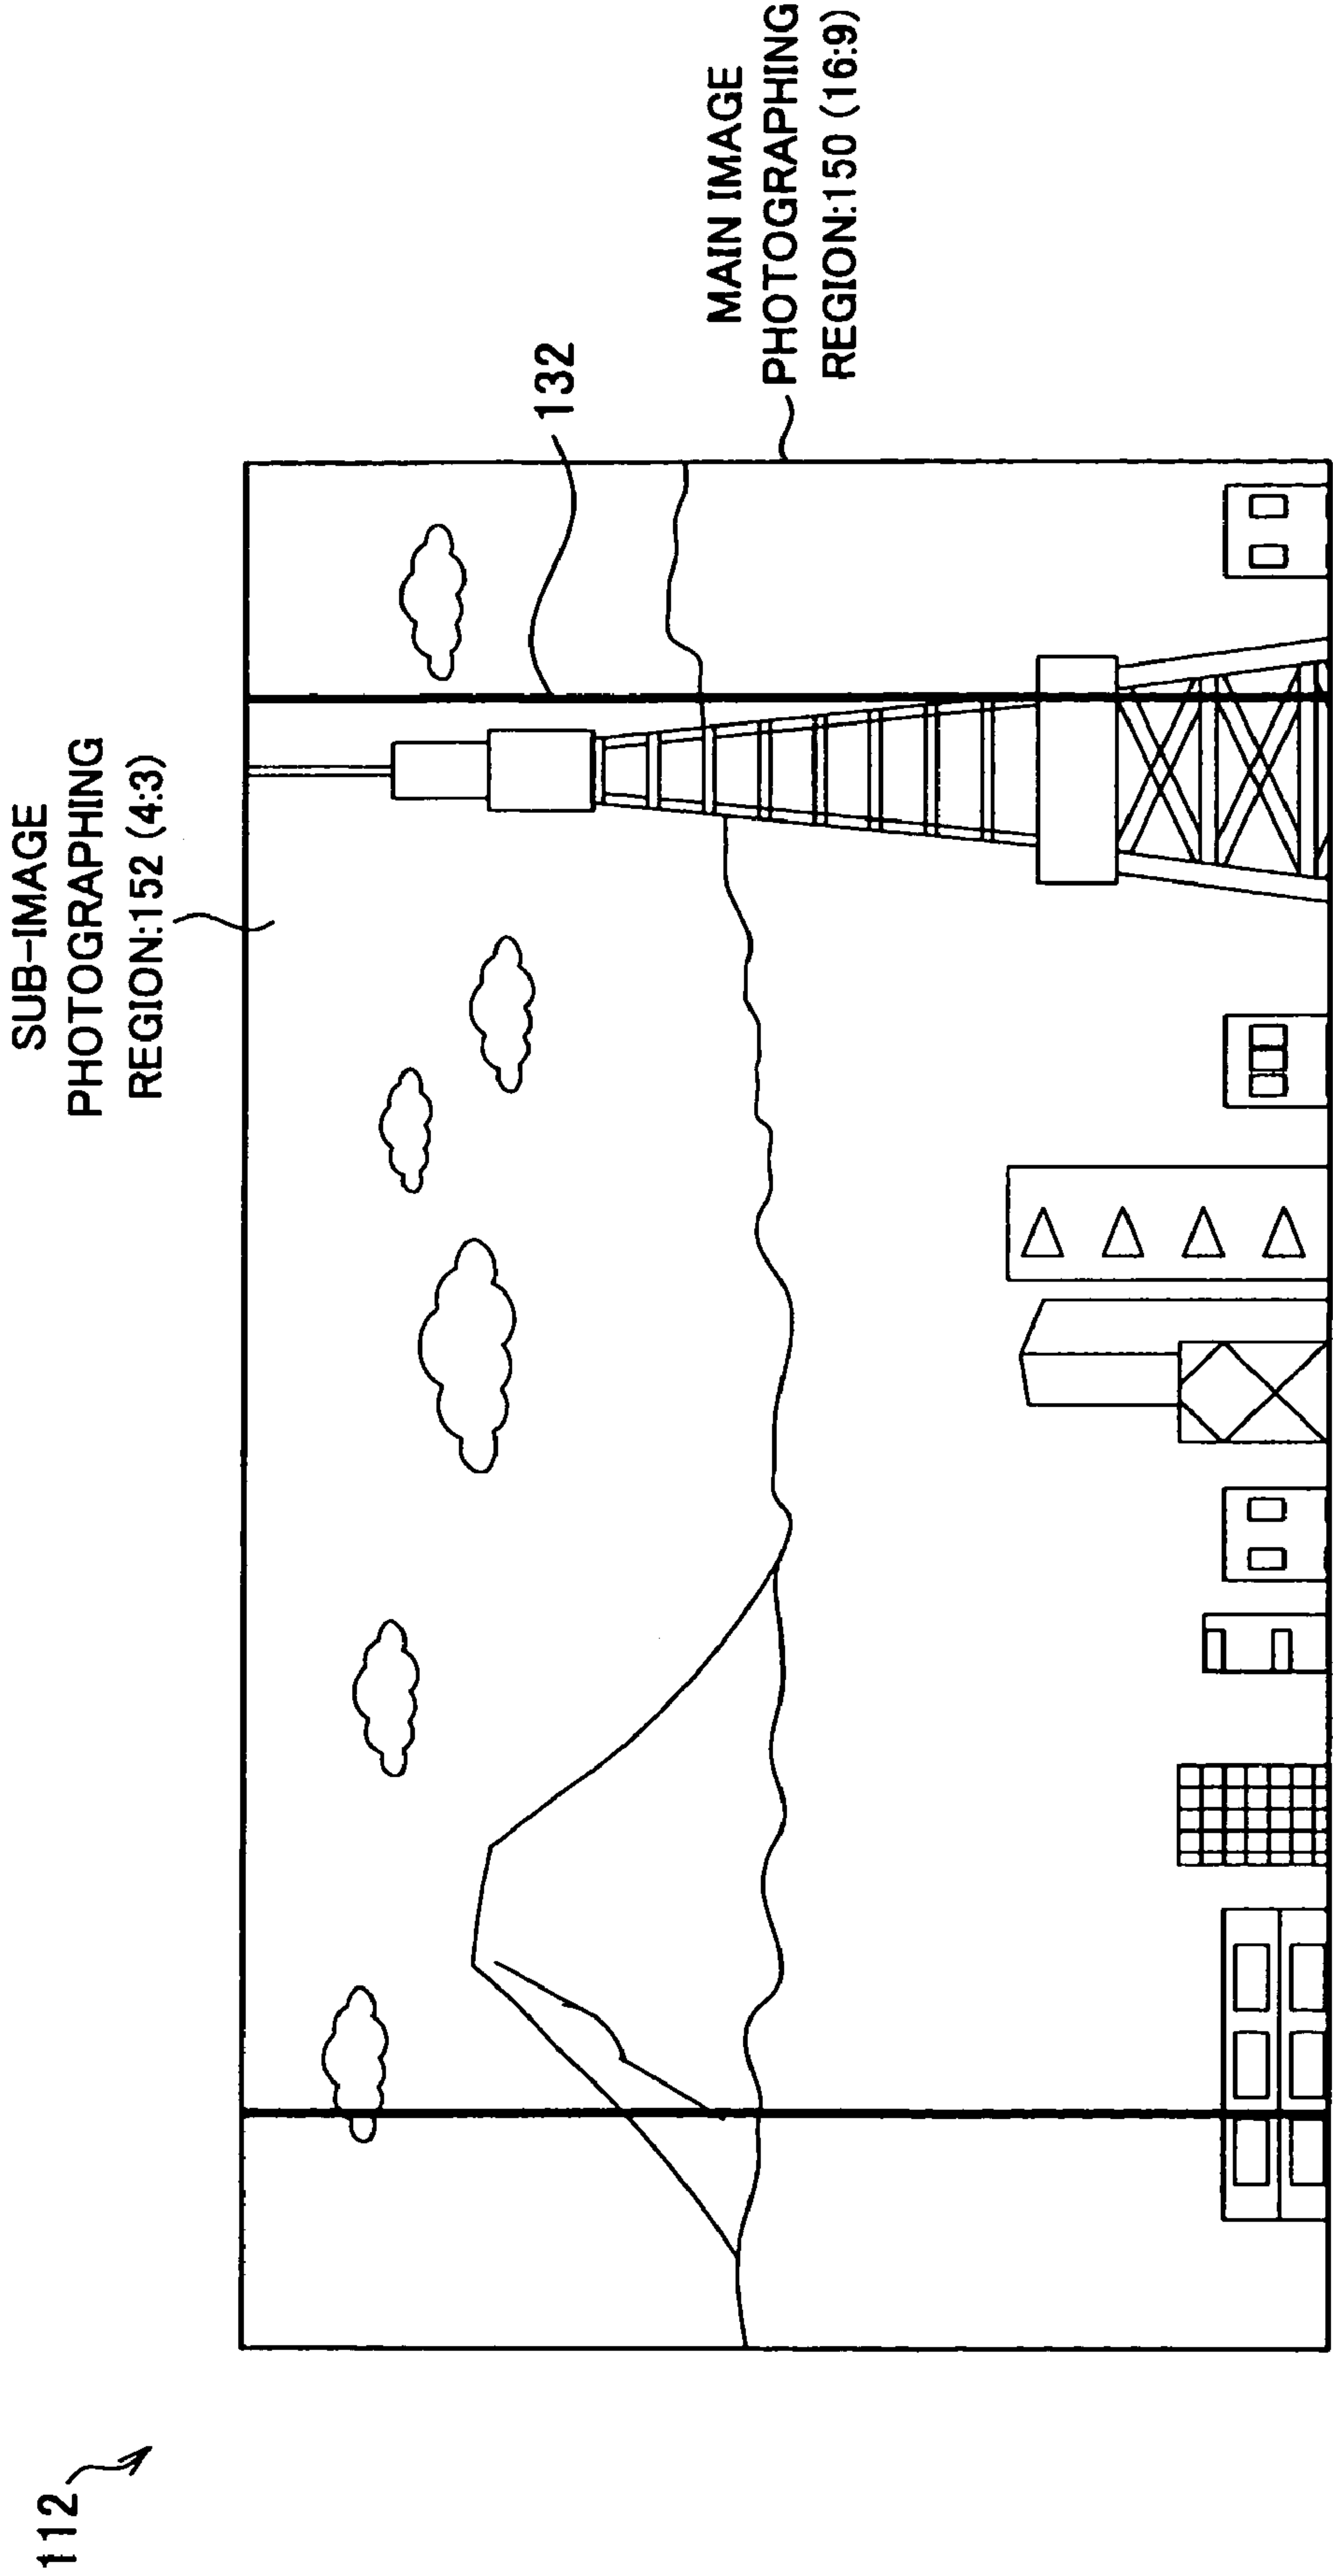 112
SUB-IMAGE
PHOTOGRAPHING
REGION:152 (4:3)
132
MAIN IMAGE
PHOTOGRAPHING
REGION:150 (16:9)